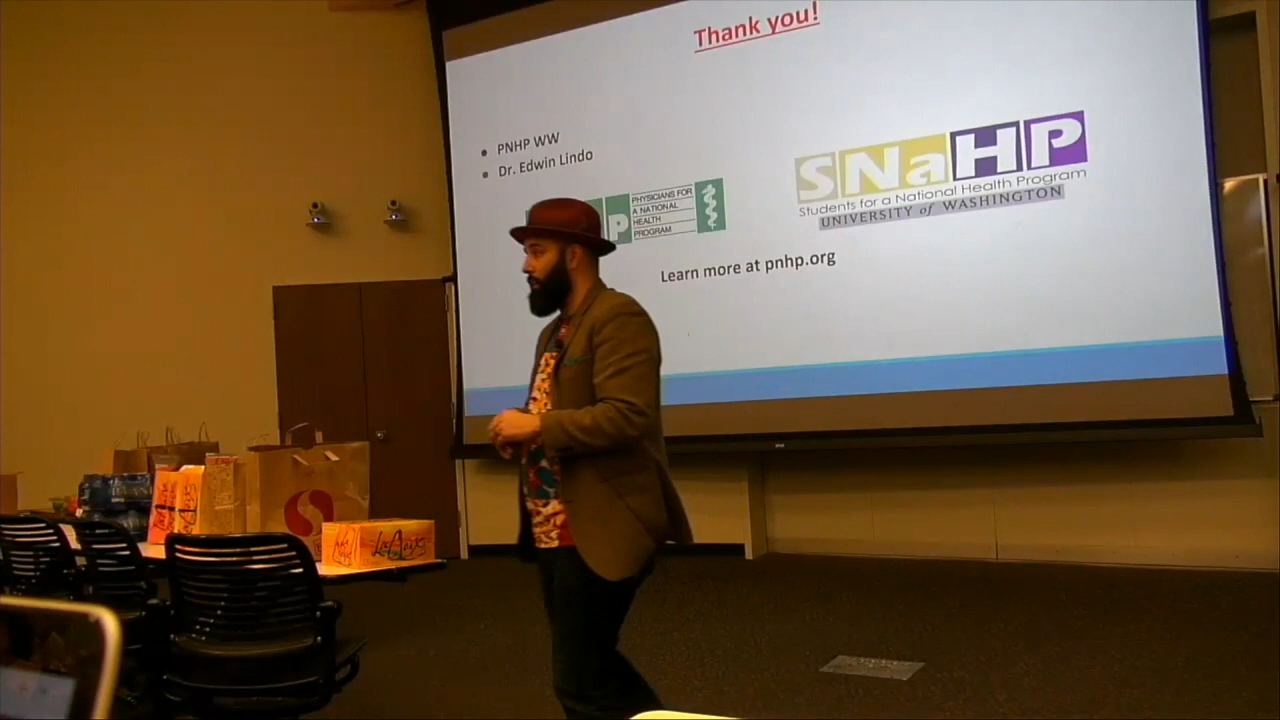 Thank you!
• PNHP WW
• Dr. Edwin Lindo
P
PHYSICIANS FOR
A NATIONAL
HEALTH
PROGRAM
SNaHP
Students for a National Health Program
UNIVERSITY of WASHINGTON
Learn more at pnhp.org
LaCroix